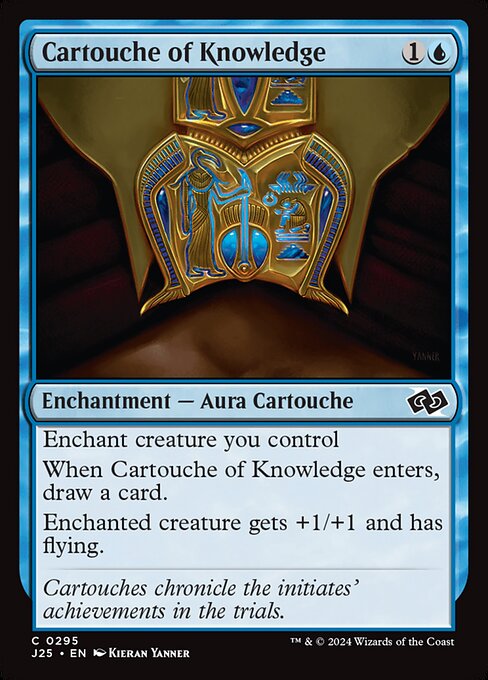 Cartouche of Knowledge 1
YANNER
Enchantment — Aura Cartouche
Enchant creature you control
When Cartouche of Knowledge enters,
draw a card.
Enchanted creature gets +1/+1 and has
flying.
Cartouches chronicle the initiates'
achievements in the trials.
C 0295
J25 • EN Kieran Yanner
™ & © 2024 Wizards of the Coast